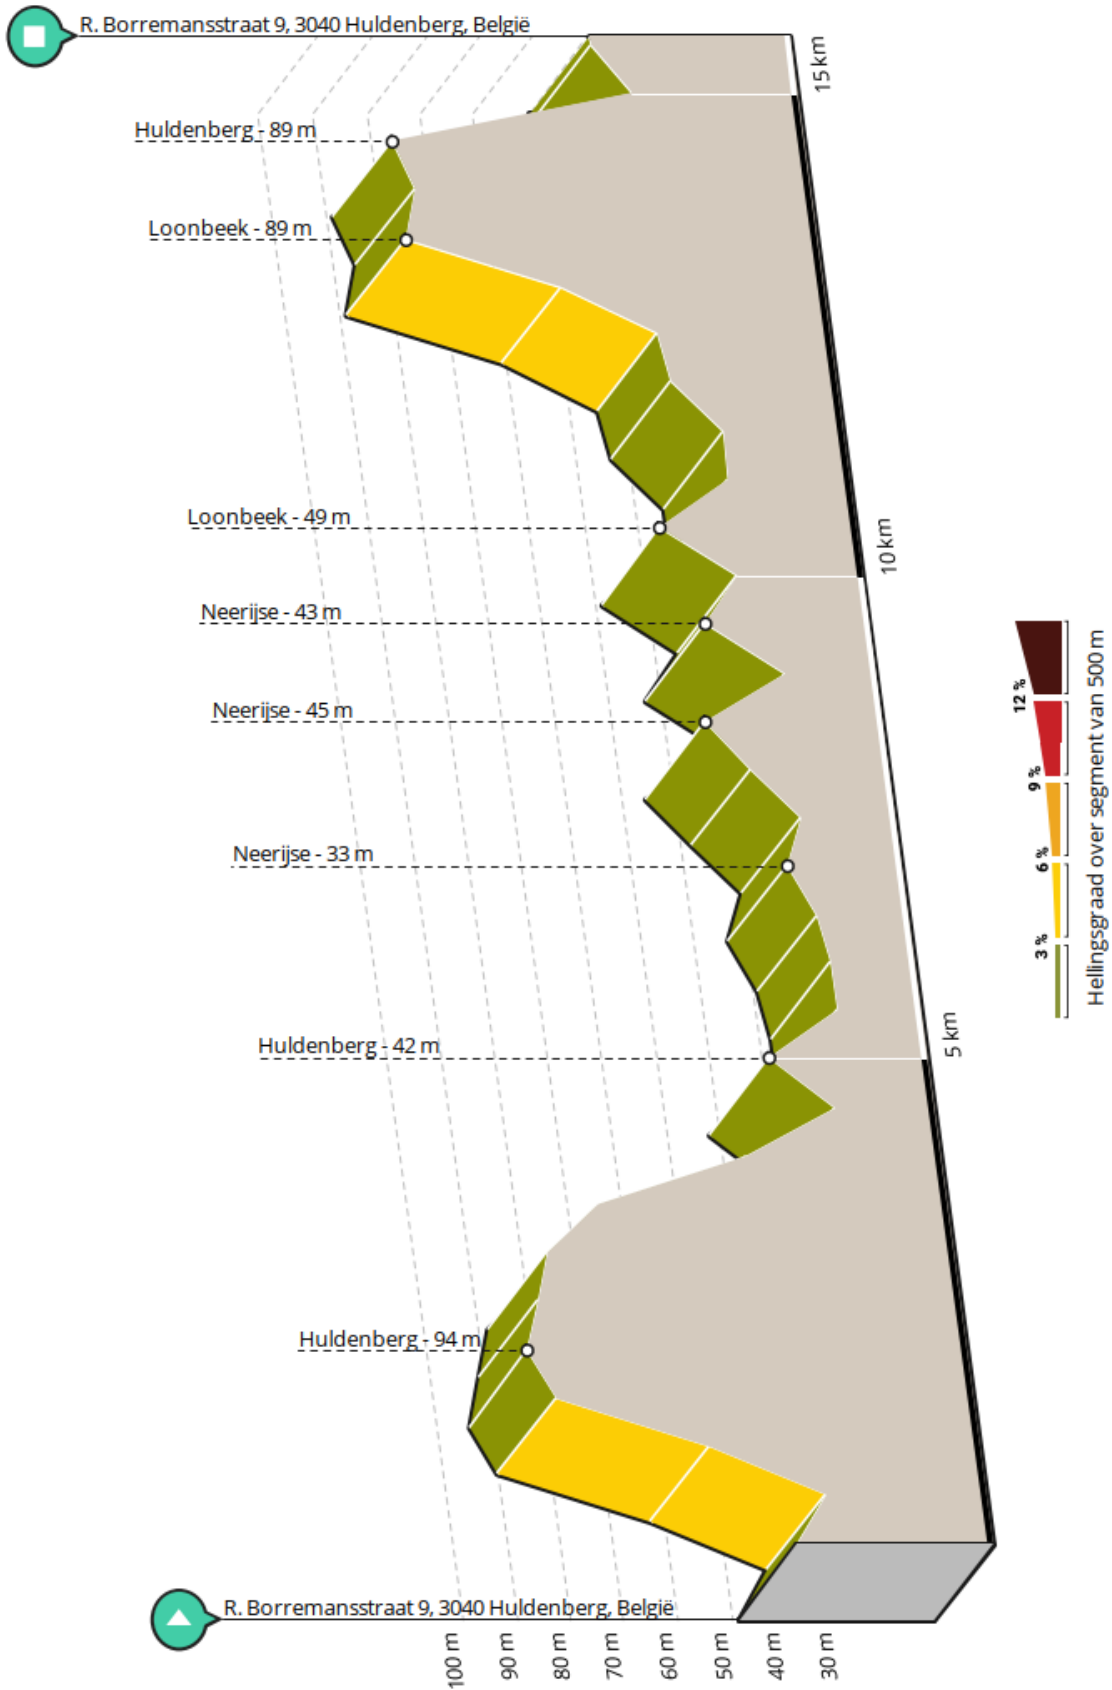 R. Borremansstraat 9, 3040 Huldenberg, België
15 km
Huldenberg - 89 m
Loonbeek - 89 m
Loonbeek - 49 m
10 km
Neerijse - 43 m
Neerijse - 45 m
Neerijse - 33 m
Huldenberg - 42 m
5 km
Huldenberg - 94 m
R. Borremansstraat 9, 3040 Huldenberg, België
100 m
90 m
80 m
70 m
60 m
50 m
40 m
30 m
3 %
6 %
9 %
12 %
Hellingsgraad over segment van 500m